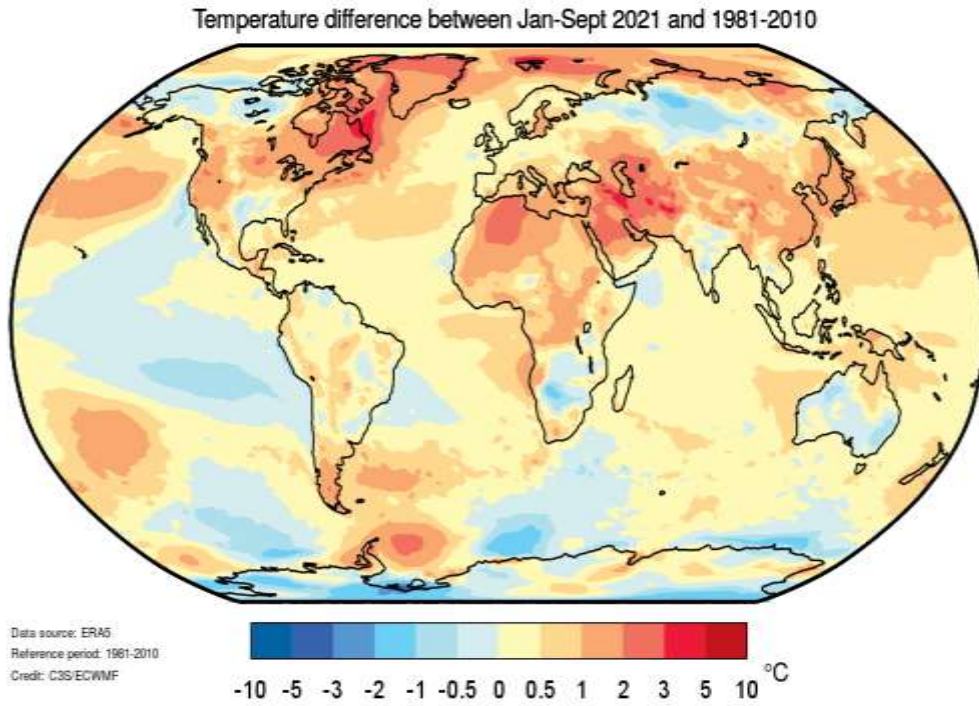 Temperature difference between Jan-Sept 2021 and 1981-2010
Data source: ERA5
Reference period: 1981-2010
Credit: C3S/ECWMF
-10 -5 -3 -2 -1 -0.5 0 0.5 1 2 3 5 10 °C